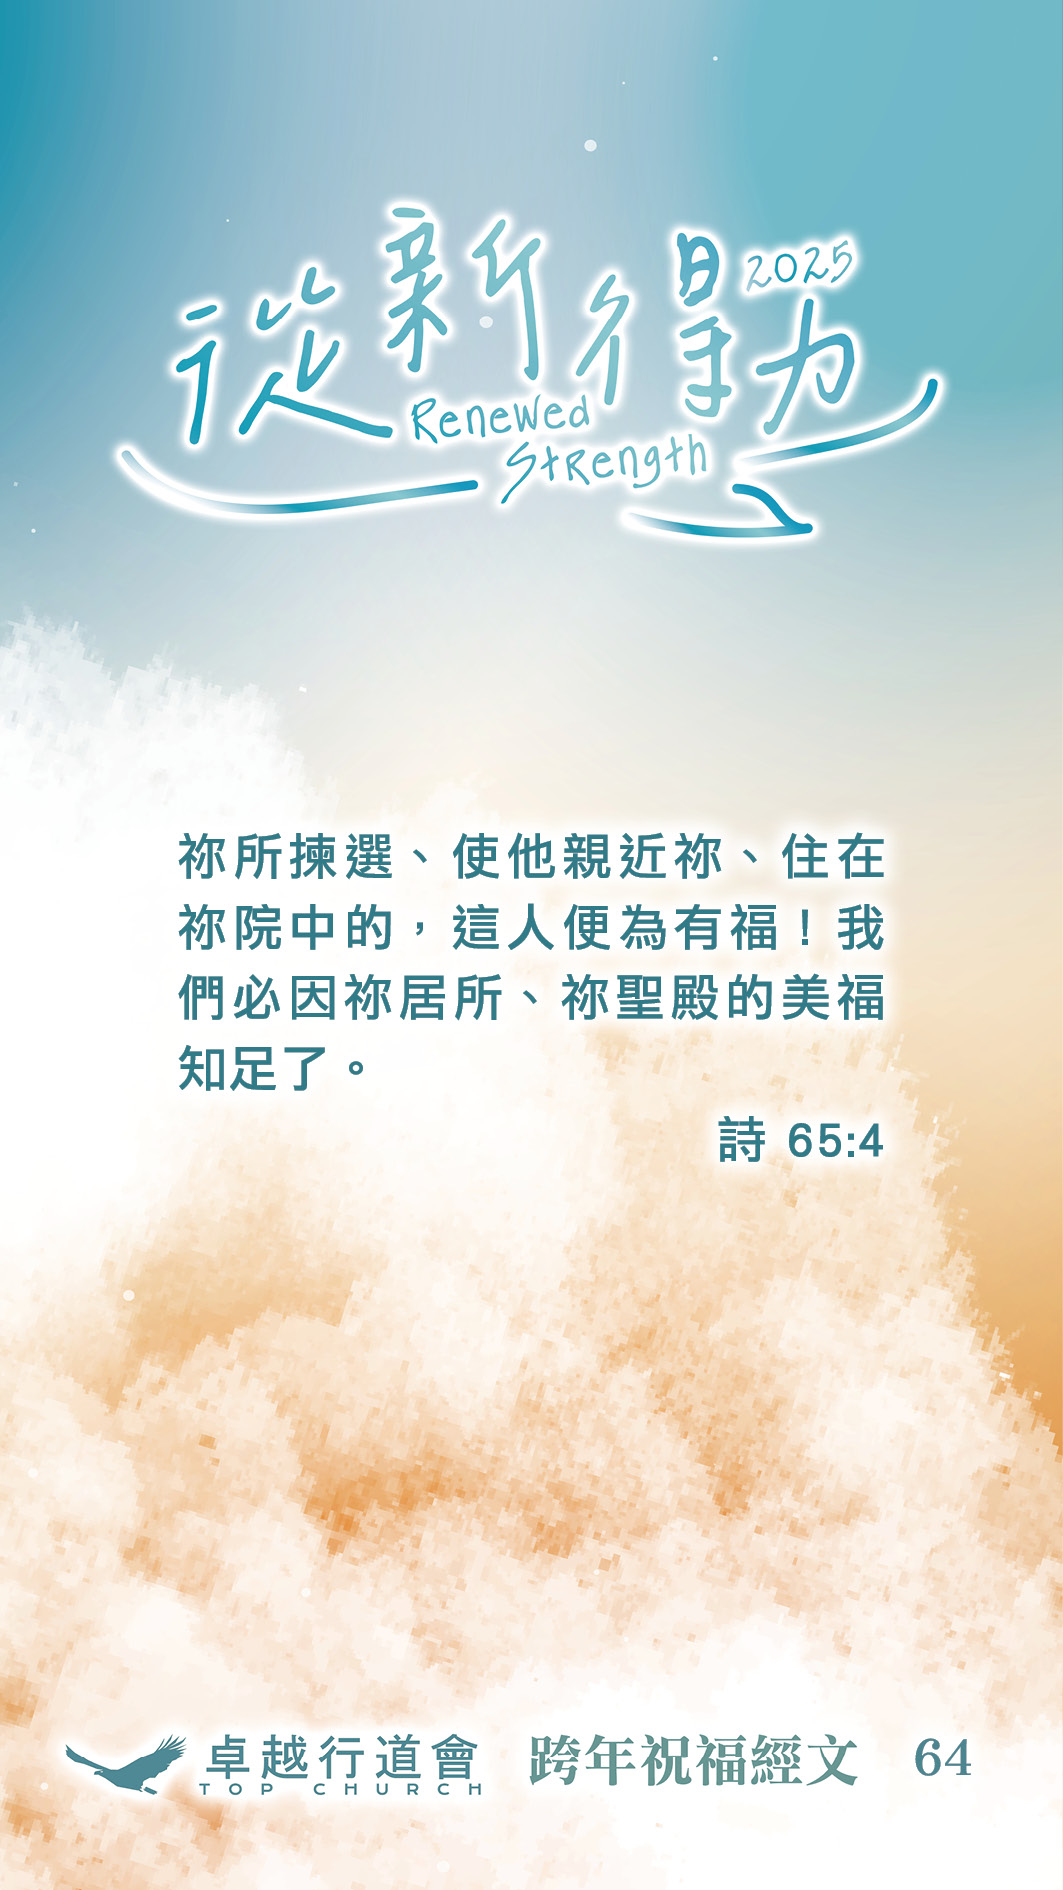 從新得力 2025
Renewed
Strength
祢所揀選、使他親近祢、住在
祢院中的，這人便為有福！我
們必因祢居所、祢聖殿的美福
知足了。
詩 65:4
卓越行道會 跨年祝福經文 64
TOP CHURCH